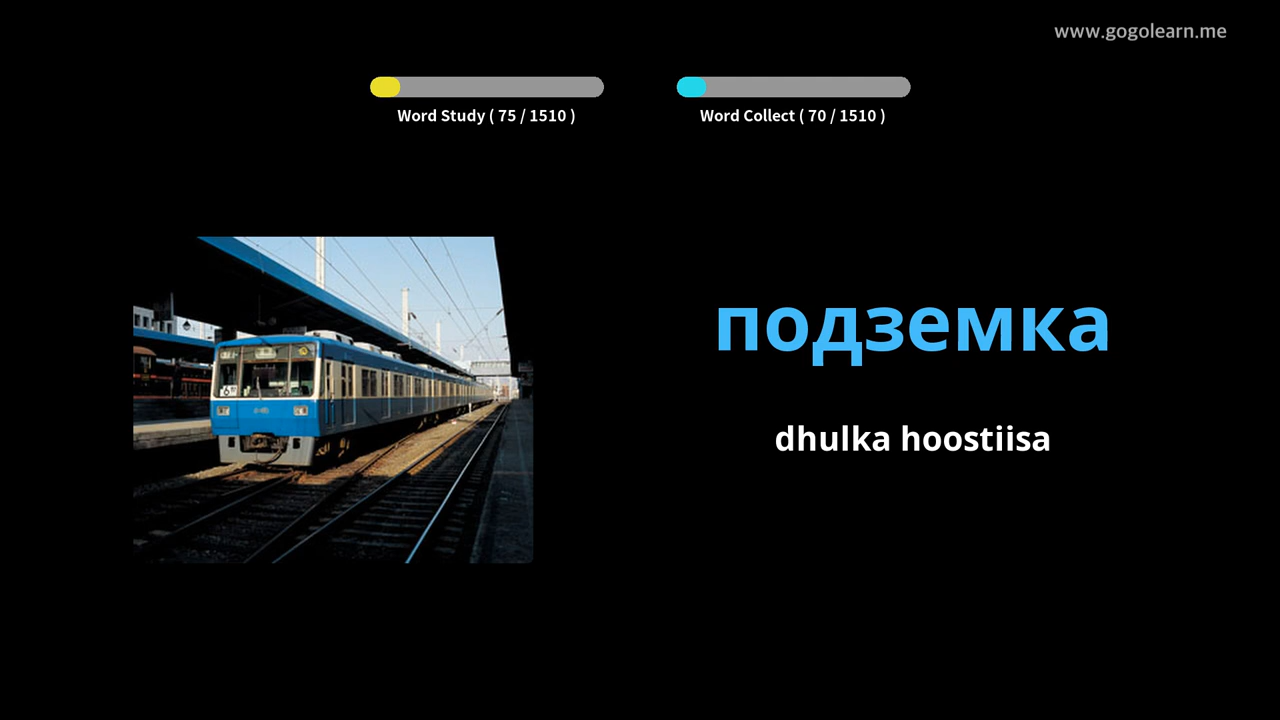 www.gogolearn.me
Word Study ( 75 / 1510 )
Word Collect ( 70 / 1510 )
подземка
dhulka hoostiisa